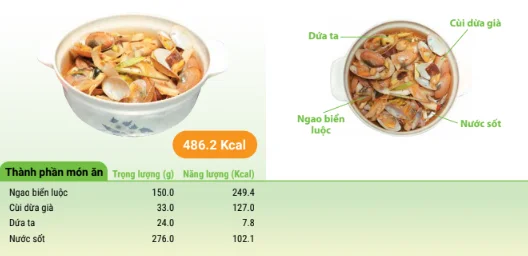 Dứa ta
Cùi dừa già
Ngao biển
luộc
Nước sốt
486.2 Kcal
Thành phần món ăn Trọng lượng (g) Năng lượng (Kcal)
Ngao biển luộc 150.0 249.4
Cùi dừa già 33.0 127.0
Dứa ta 24.0 7.8
Nước sốt 276.0 102.1